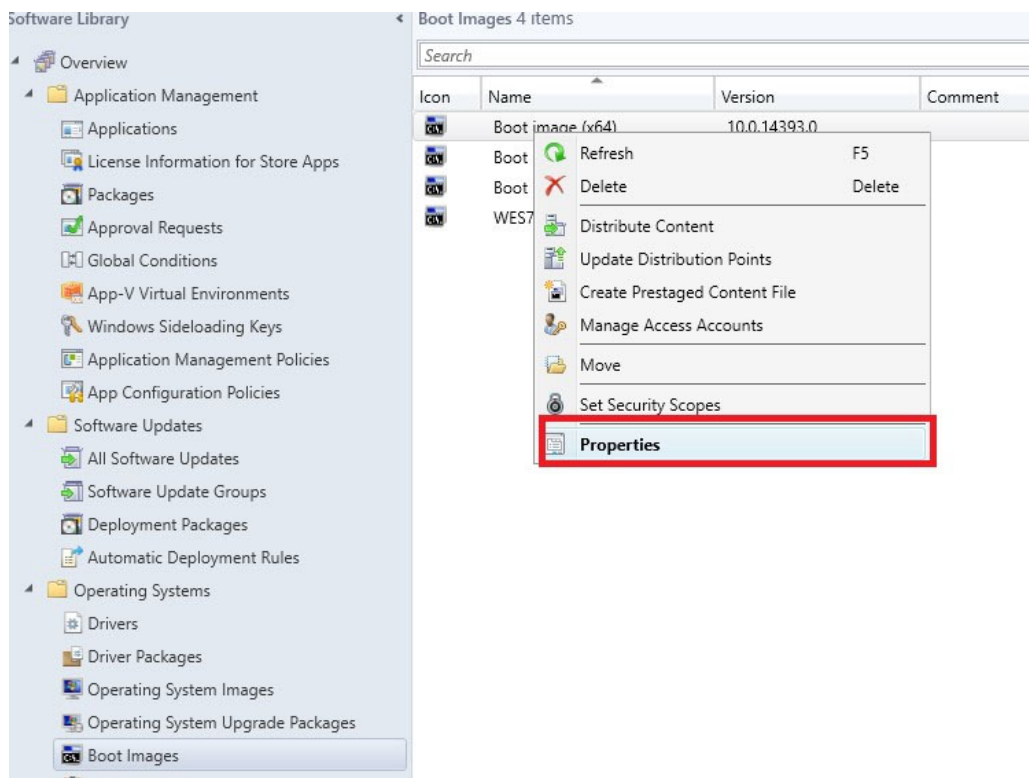 Software Library
Overview
Application Management
Applications
License Information for Store Apps
Packages
Approval Requests
Global Conditions
App-V Virtual Environments
Windows Sideloading Keys
Application Management Policies
App Configuration Policies
Software Updates
All Software Updates
Software Update Groups
Deployment Packages
Automatic Deployment Rules
Operating Systems
Drivers
Driver Packages
Operating System Images
Operating System Upgrade Packages
Boot Images
Boot Images 4 items
Search
Icon Name Version Comment
Boot image (x64) 10.0.14393.0
Boot
Boot
WES7
Refresh F5
Delete Delete
Distribute Content
Update Distribution Points
Create Prestaged Content File
Manage Access Accounts
Move
Set Security Scopes
Properties